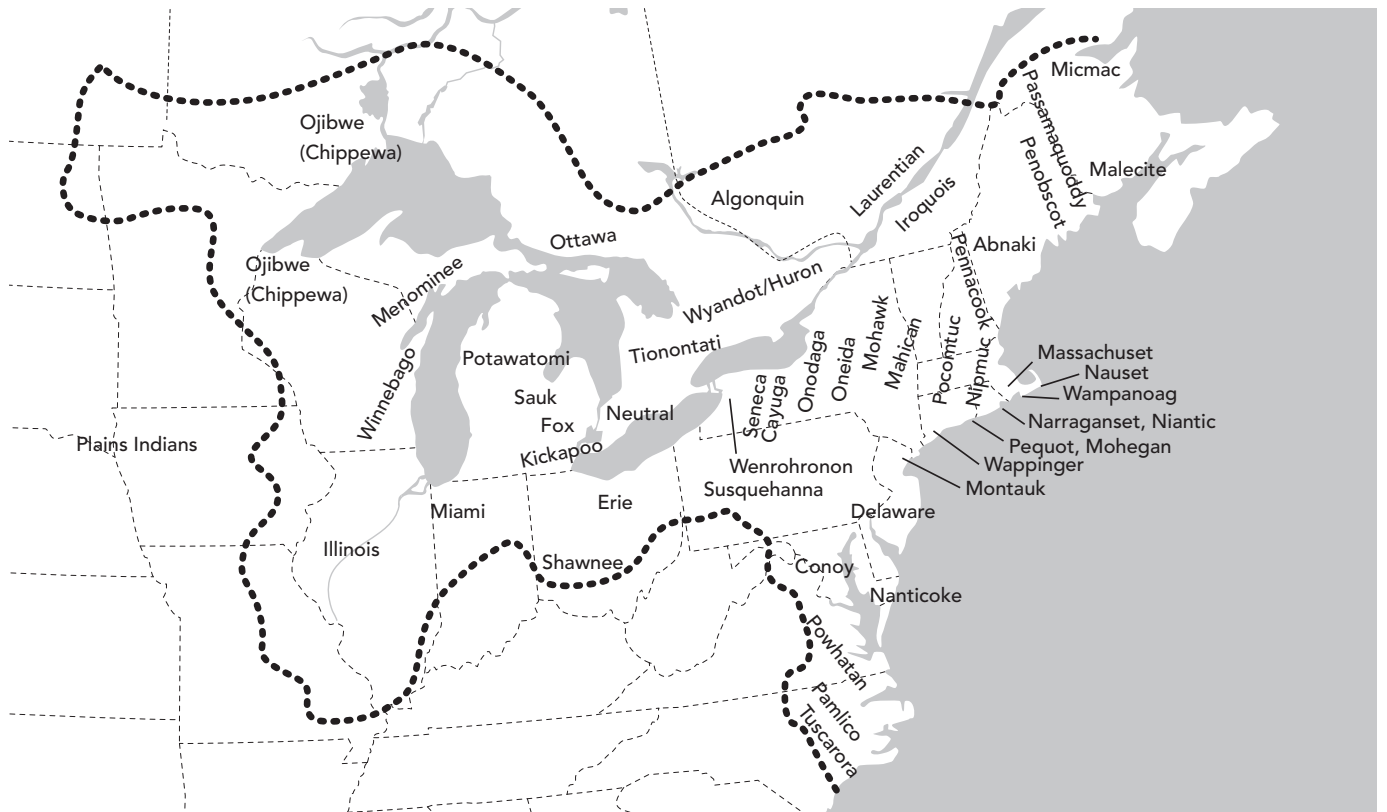 Micmac
Passamaquoddy
Ojibwe
(Chippewa)
Penobscot
Malecite
Laurentian
Algonquin
Iroquois
Ottawa
Abnaki
Pennacook
Ojibwe
(Chippewa)
Menominee
Wyandot/Huron
Mohawk
Mahican
Pocomtuc
Nipmuc
Massachuset
Nauset
Wampanoag
Narraganset, Niantic
Pequot, Mohegan
Wappinger
Montauk
Winnebago
Potawatomi
Tionontati
Onodaga
Oneida
Seneca
Cayuga
Sauk
Neutral
Fox
Kickapoo
Plains Indians
Wenrohronon
Susquehanna
Erie
Miami
Delaware
Illinois
Shawnee
Conoy
Nanticoke
Powhatan
Pamlico
Tuscarora